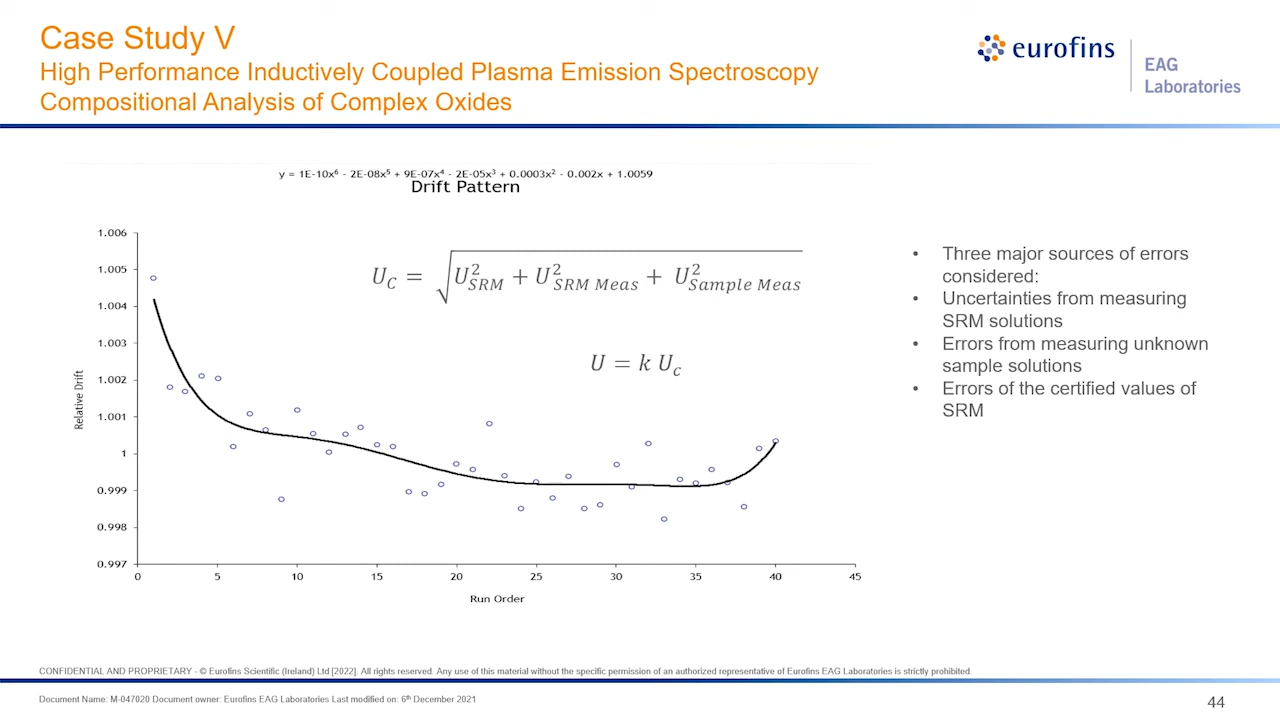 Case Study V
High Performance Inductively Coupled Plasma Emission Spectroscopy
Compositional Analysis of Complex Oxides
eurofins
EAG
Laboratories
y = 1E-10x⁶ - 2E-08x⁵ + 9E-07x⁴ - 2E-05x³ + 0.0003x² - 0.002x + 1.0059
Drift Pattern
1.006
1.005
1.004
1.003
1.002
1.001
1
0.999
0.998
0.997
Relative Drift
0 5 10 15 20 25 30 35 40 45
Run Order
U_C = √(U²_SRM + U²_SRM Meas + U²_Sample Meas)
U = k U_c
• Three major sources of errors
considered:
• Uncertainties from measuring
SRM solutions
• Errors from measuring unknown
sample solutions
• Errors of the certified values of
SRM
CONFIDENTIAL AND PROPRIETARY - © Eurofins Scientific (Ireland) Ltd [2022]. All rights reserved. Any use of this material without the specific permission of an authorized representative of Eurofins EAG Laboratories is strictly prohibited.
Document Name: M-047020 Document owner: Eurofins EAG Laboratories Last modified on: 6th December 2021
44